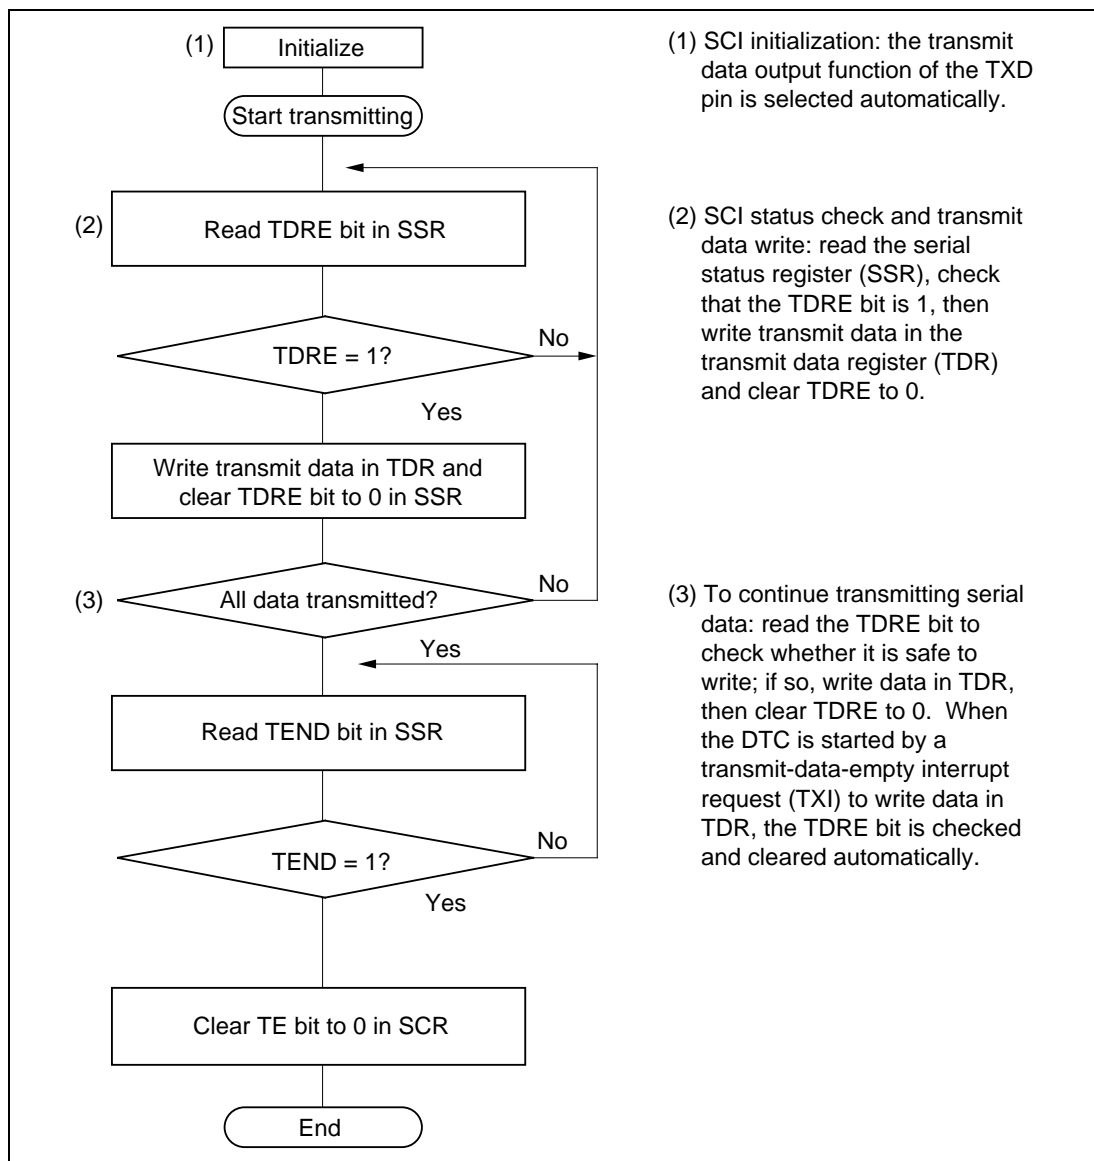 (1) Initialize
Start transmitting
(2) Read TDRE bit in SSR
TDRE = 1?
No
Yes
Write transmit data in TDR and
clear TDRE bit to 0 in SSR
(3) All data transmitted?
No
Yes
Read TEND bit in SSR
TEND = 1?
No
Yes
Clear TE bit to 0 in SCR
End
(1) SCI initialization: the transmit
data output function of the TXD
pin is selected automatically.
(2) SCI status check and transmit
data write: read the serial
status register (SSR), check
that the TDRE bit is 1, then
write transmit data in the
transmit data register (TDR)
and clear TDRE to 0.
(3) To continue transmitting serial
data: read the TDRE bit to
check whether it is safe to
write; if so, write data in TDR,
then clear TDRE to 0.  When
the DTC is started by a
transmit-data-empty interrupt
request (TXI) to write data in
TDR, the TDRE bit is checked
and cleared automatically.